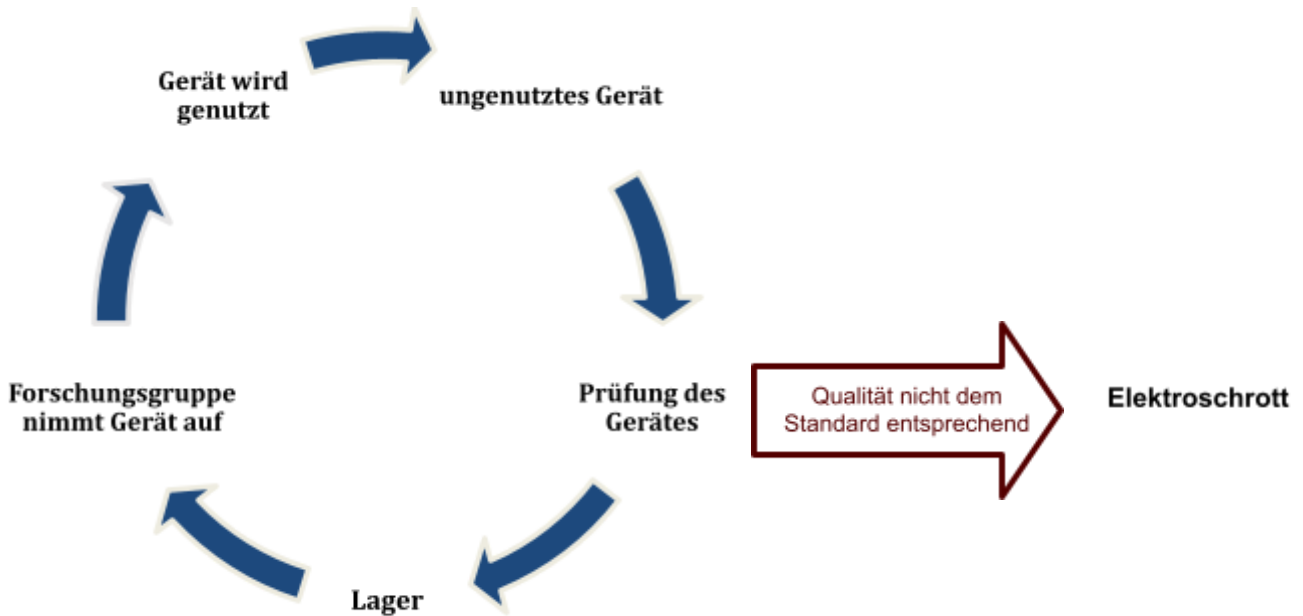 Gerät wird
genutzt
ungenutztes Gerät
Forschungsgruppe
nimmt Gerät auf
Prüfung des
Gerätes
Qualität nicht dem
Standard entsprechend
Elektroschrott
Lager